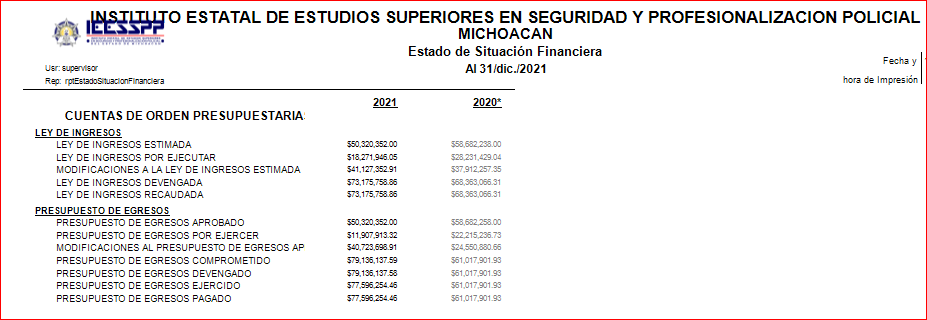 INSTITUTO ESTATAL DE ESTUDIOS SUPERIORES EN SEGURIDAD Y PROFESIONALIZACION POLICIAL
MICHOACAN
IEESSPP
Estado de Situación Financiera
Al 31/dic./2021
Usr: supervisor
Rep: rptEstadoSituacionFinanciera
Fecha y
hora de Impresión
2021 2020*
CUENTAS DE ORDEN PRESUPUESTARIA
LEY DE INGRESOS
LEY DE INGRESOS ESTIMADA $50,320,352.00 $58,682,238.00
LEY DE INGRESOS POR EJECUTAR $18,271,946.05 $28,231,429.04
MODIFICACIONES A LA LEY DE INGRESOS ESTIMADA $41,127,352.91 $37,912,257.35
LEY DE INGRESOS DEVENGADA $73,175,758.86 $68,363,066.31
LEY DE INGRESOS RECAUDADA $73,175,758.86 $68,363,066.31
PRESUPUESTO DE EGRESOS
PRESUPUESTO DE EGRESOS APROBADO $50,320,352.00 $58,682,258.00
PRESUPUESTO DE EGRESOS POR EJERCER $11,907,913.32 $22,215,236.73
MODIFICACIONES AL PRESUPUESTO DE EGRESOS AP $40,723,698.91 $24,550,880.66
PRESUPUESTO DE EGRESOS COMPROMETIDO $79,136,137.59 $61,017,901.93
PRESUPUESTO DE EGRESOS DEVENGADO $79,136,137.58 $61,017,901.93
PRESUPUESTO DE EGRESOS EJERCIDO $77,596,254.46 $61,017,901.93
PRESUPUESTO DE EGRESOS PAGADO $77,596,254.46 $61,017,901.93